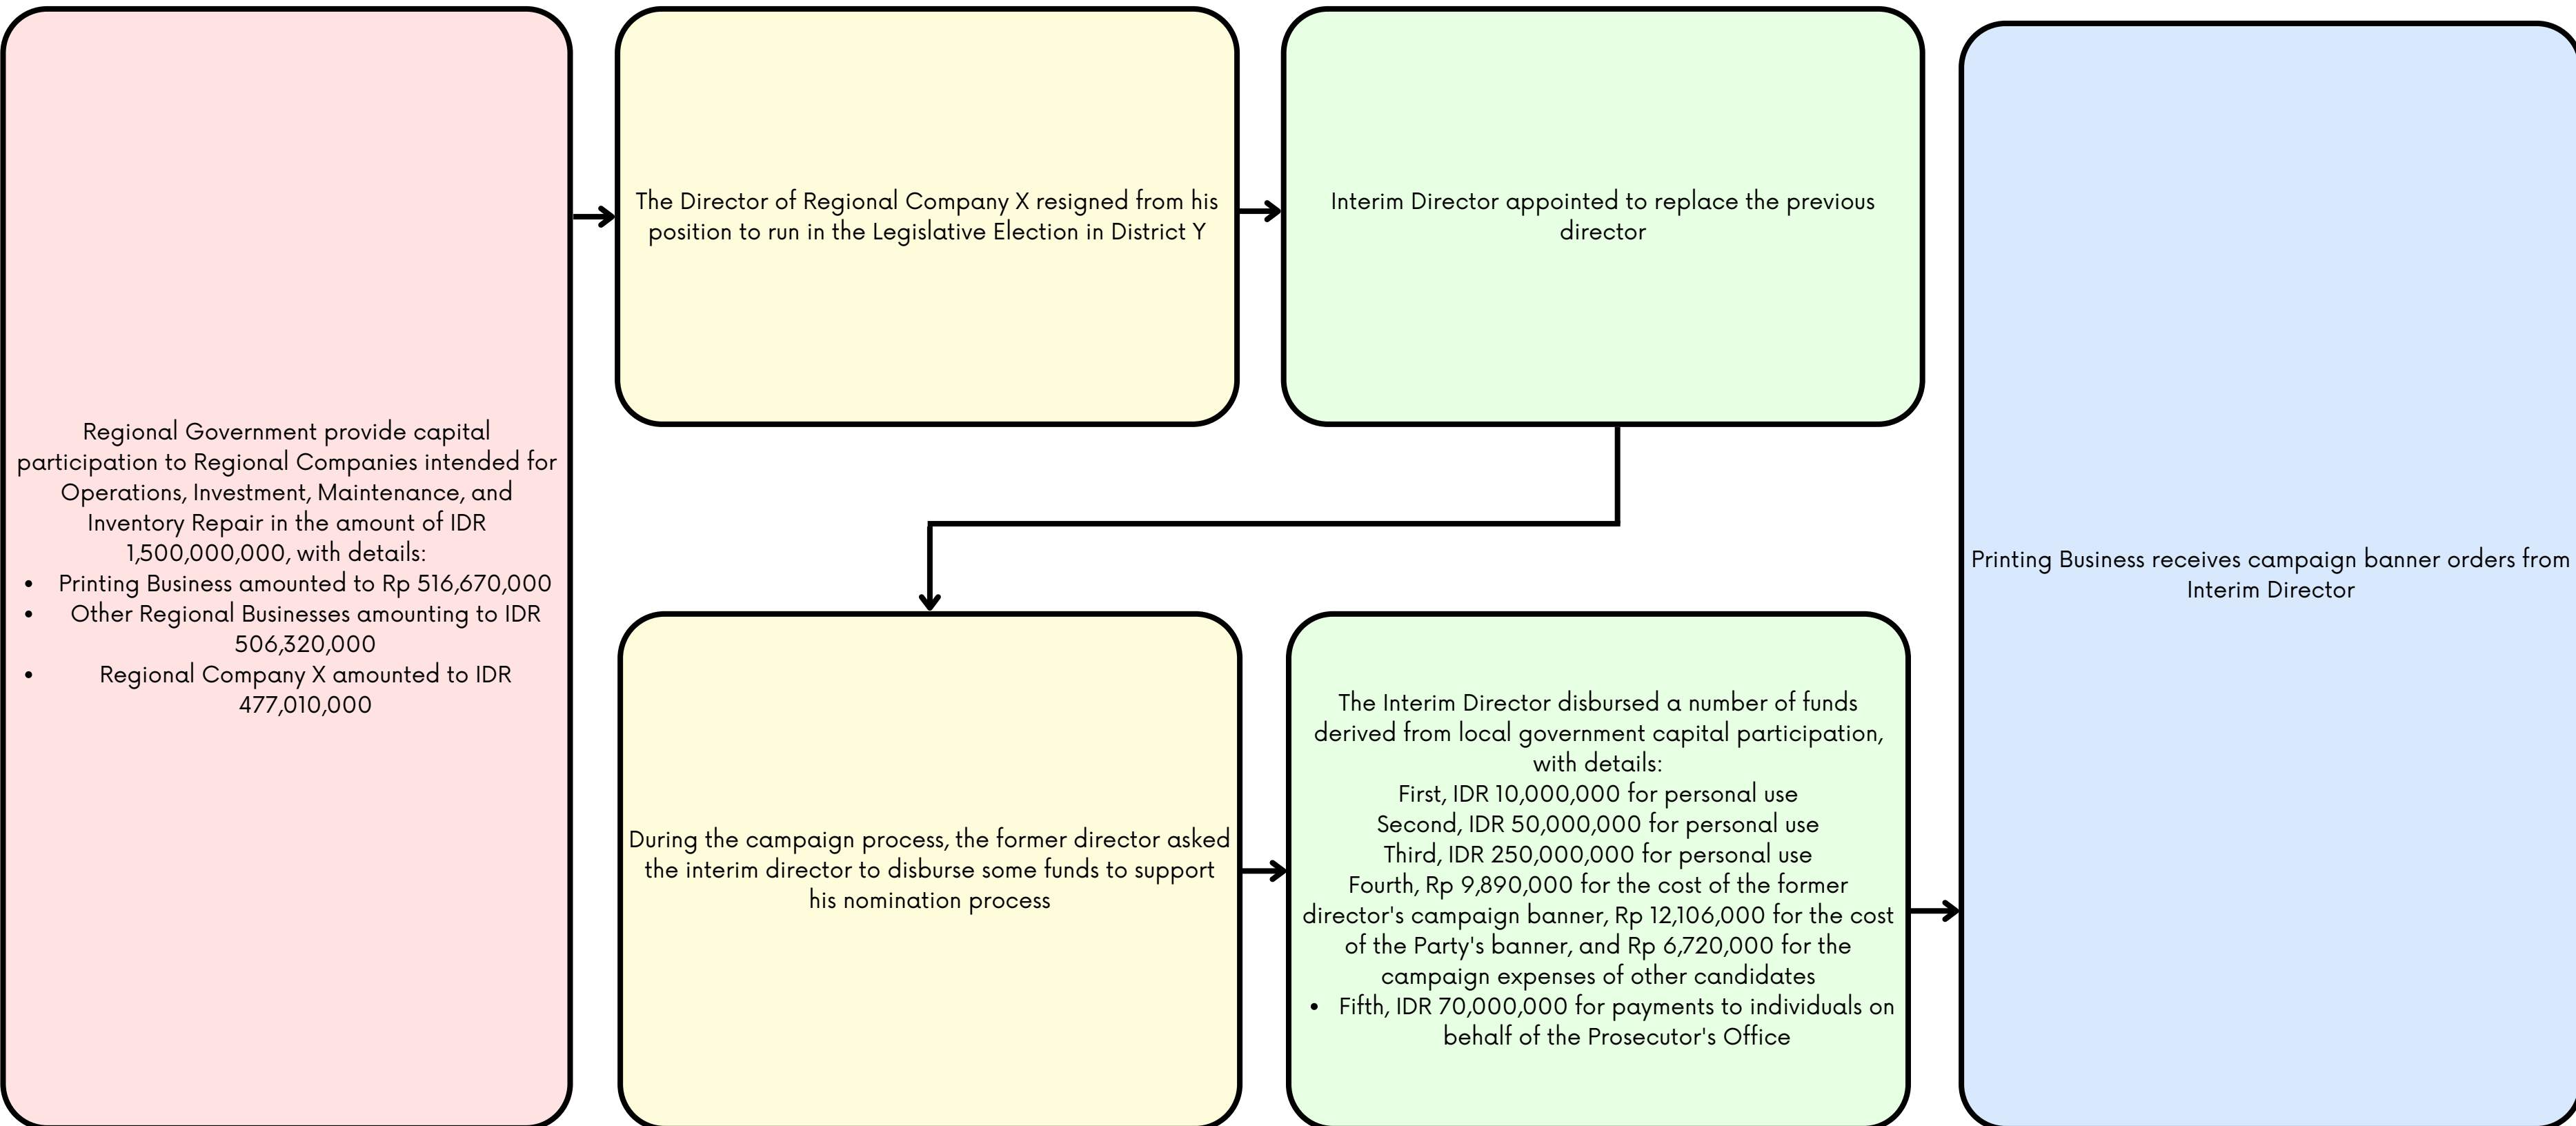 Regional Government provide capital
participation to Regional Companies intended for
Operations, Investment, Maintenance, and
Inventory Repair in the amount of IDR
1,500,000,000, with details:
• Printing Business amounted to Rp 516,670,000
• Other Regional Businesses amounting to IDR
506,320,000
• Regional Company X amounted to IDR
477,010,000
The Director of Regional Company X resigned from his
position to run in the Legislative Election in District Y
Interim Director appointed to replace the previous
director
During the campaign process, the former director asked
the interim director to disburse some funds to support
his nomination process
The Interim Director disbursed a number of funds
derived from local government capital participation,
with details:
First, IDR 10,000,000 for personal use
Second, IDR 50,000,000 for personal use
Third, IDR 250,000,000 for personal use
Fourth, Rp 9,890,000 for the cost of the former
director's campaign banner, Rp 12,106,000 for the cost
of the Party's banner, and Rp 6,720,000 for the
campaign expenses of other candidates
• Fifth, IDR 70,000,000 for payments to individuals on
behalf of the Prosecutor's Office
Printing Business receives campaign banner orders from
Interim Director